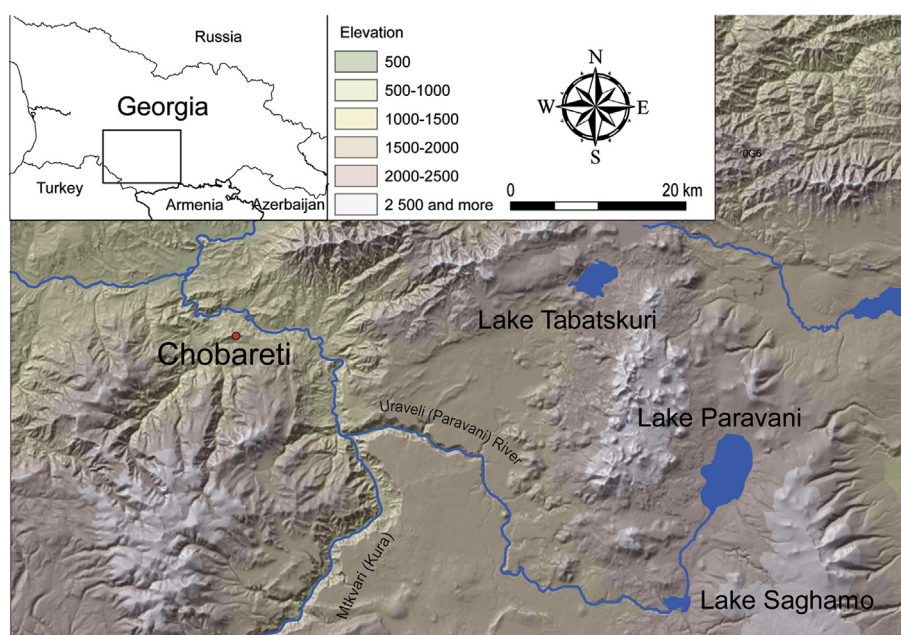 Russia
Georgia
Turkey
Armenia
Azerbaijan
Elevation
500
500-1000
1000-1500
1500-2000
2000-2500
2 500 and more
N
W
E
S
0
20 km
0G6
Lake Tabatskuri
Chobareti
Uraveli (Paravani) River
Lake Paravani
Mtkvari (Kura)
Lake Saghamo